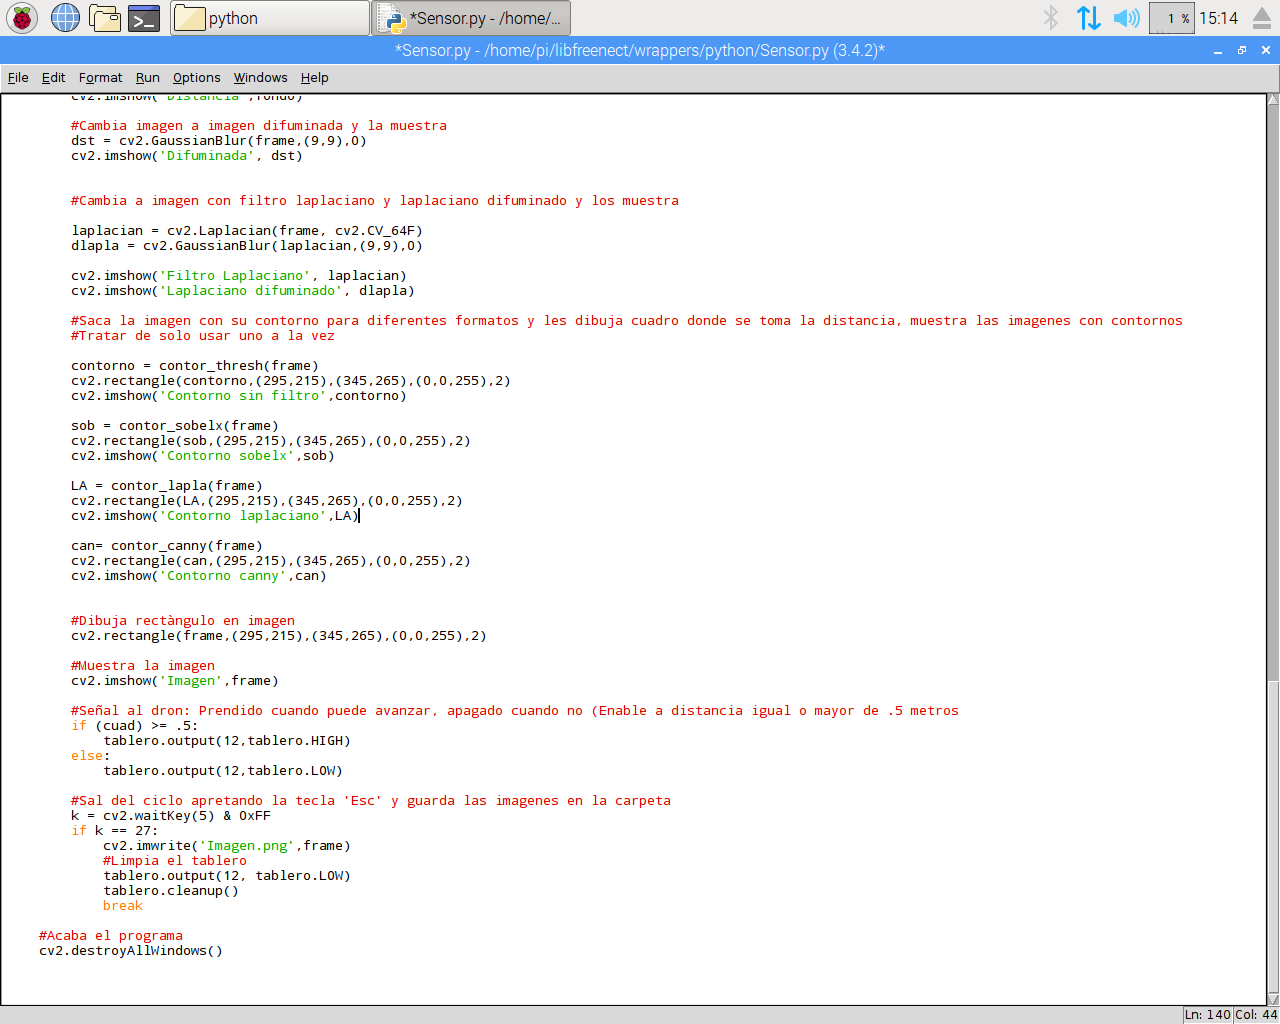 python
*Sensor.py - /home/...
1 %
15:14
*Sensor.py - /home/pi/libfreenect/wrappers/python/Sensor.py (3.4.2)*
File Edit Format Run Options Windows Help
cv2.imshow('Distancia',fondo)
#Cambia imagen a imagen difuminada y la muestra
dst = cv2.GaussianBlur(frame,(9,9),0)
cv2.imshow('Difuminada', dst)
#Cambia a imagen con filtro laplaciano y laplaciano difuminado y los muestra
laplacian = cv2.Laplacian(frame, cv2.CV_64F)
dlapla = cv2.GaussianBlur(laplacian,(9,9),0)
cv2.imshow('Filtro Laplaciano', laplacian)
cv2.imshow('Laplaciano difuminado', dlapla)
#Saca la imagen con su contorno para diferentes formatos y les dibuja cuadro donde se toma la distancia, muestra las imagenes con contornos
#Tratar de solo usar uno a la vez
contorno = contor_thresh(frame)
cv2.rectangle(contorno,(295,215),(345,265),(0,0,255),2)
cv2.imshow('Contorno sin filtro',contorno)
sob = contor_sobelx(frame)
cv2.rectangle(sob,(295,215),(345,265),(0,0,255),2)
cv2.imshow('Contorno sobelx',sob)
LA = contor_lapla(frame)
cv2.rectangle(LA,(295,215),(345,265),(0,0,255),2)
cv2.imshow('Contorno laplaciano',LA)
can= contor_canny(frame)
cv2.rectangle(can,(295,215),(345,265),(0,0,255),2)
cv2.imshow('Contorno canny',can)
#Dibuja rectàngulo en imagen
cv2.rectangle(frame,(295,215),(345,265),(0,0,255),2)
#Muestra la imagen
cv2.imshow('Imagen',frame)
#Señal al dron: Prendido cuando puede avanzar, apagado cuando no (Enable a distancia igual o mayor de .5 metros
if (cuad) >= .5:
tablero.output(12,tablero.HIGH)
else:
tablero.output(12,tablero.LOW)
#Sal del ciclo apretando la tecla 'Esc' y guarda las imagenes en la carpeta
k = cv2.waitKey(5) & 0xFF
if k == 27:
cv2.imwrite('Imagen.png',frame)
#Limpia el tablero
tablero.output(12, tablero.LOW)
tablero.cleanup()
break
#Acaba el programa
cv2.destroyAllWindows()
Ln: 140 Col: 44